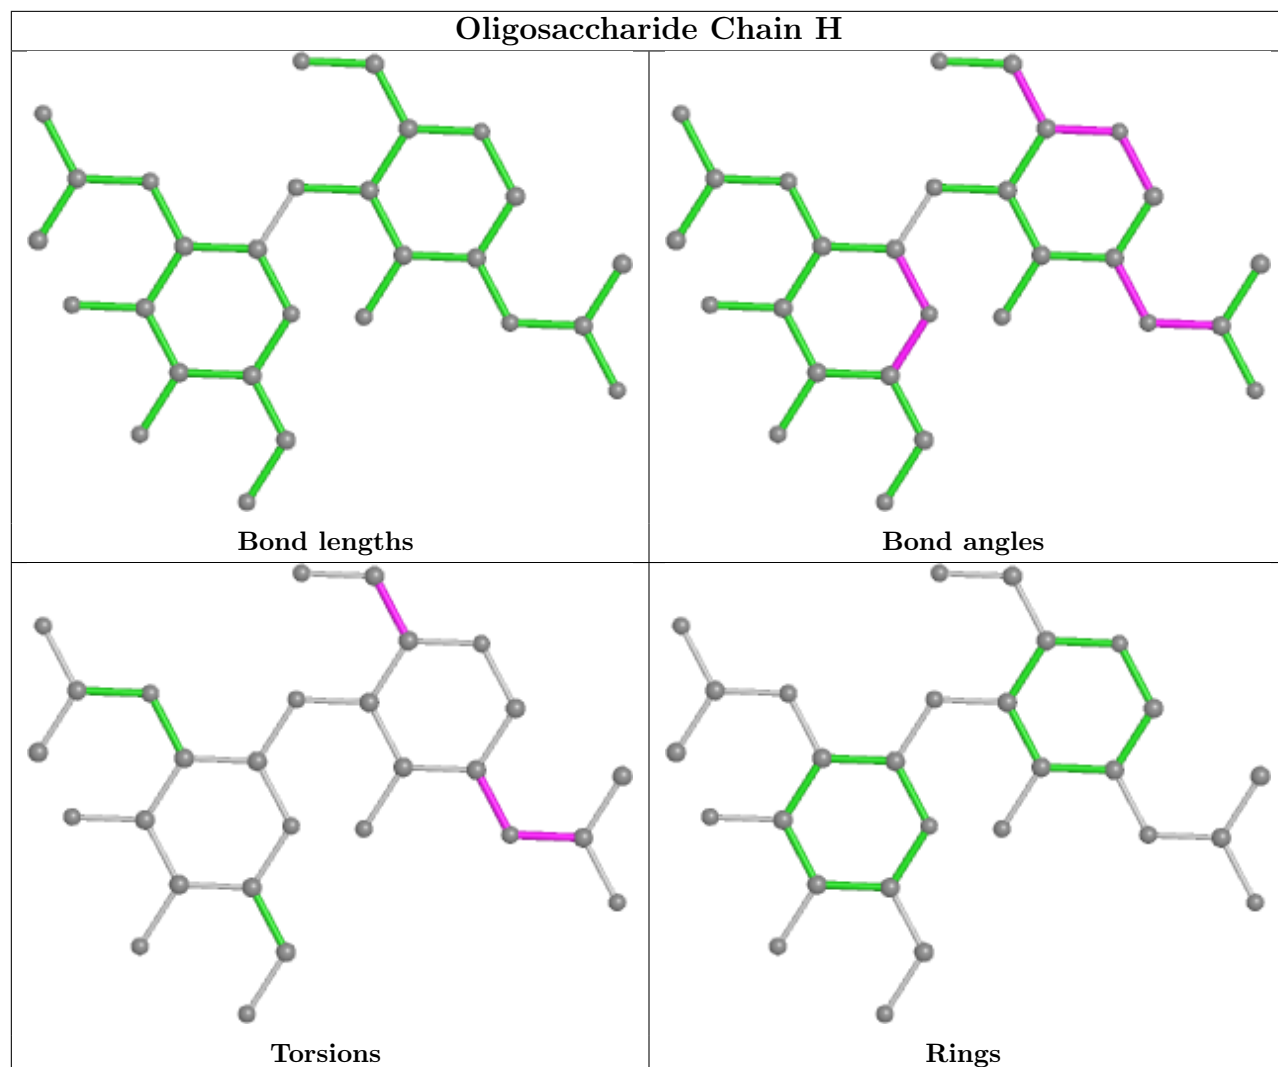 Oligosaccharide Chain H
Bond lengths
Bond angles
Torsions
Rings